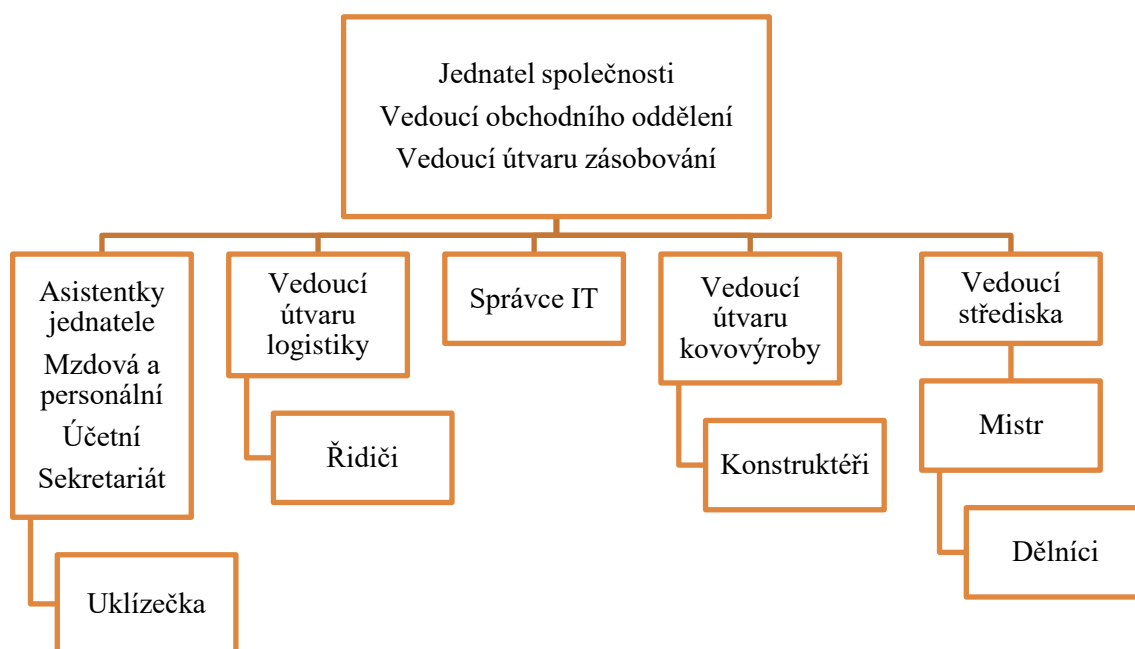 Jednatel společnosti
Vedoucí obchodního oddělení
Vedoucí útvaru zásobování
Asistentky
jednatele
Mzdová a
personální
Účetní
Sekretariát
Uklízečka
Vedoucí
útvaru
logistiky
Řidiči
Správce IT
Vedoucí
útvaru
kovovýroby
Konstruktéři
Vedoucí
střediska
Mistr
Dělníci